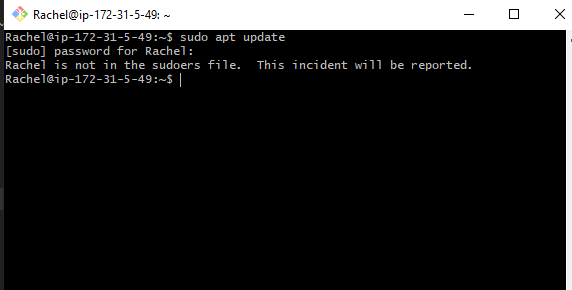 Rachel@ip-172-31-5-49: ~
Rachel@ip-172-31-5-49:~$ sudo apt update
[sudo] password for Rachel:
Rachel is not in the sudoers file.  This incident will be reported.
Rachel@ip-172-31-5-49:~$